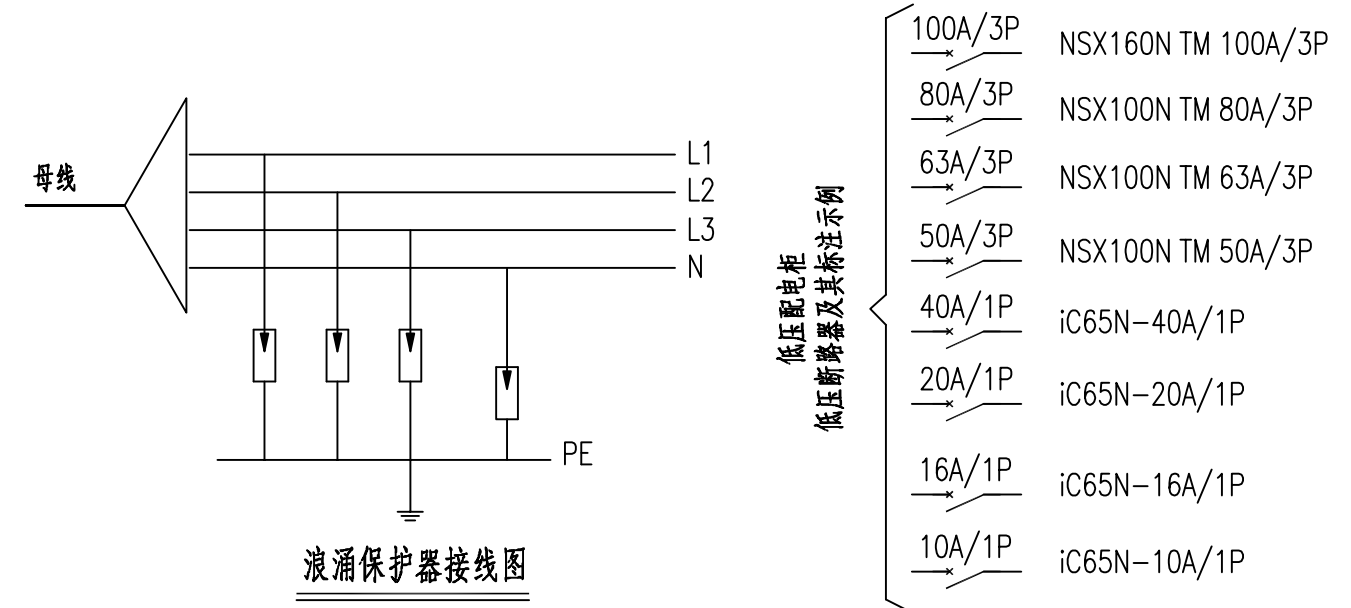 母线
L1
L2
L3
N
PE
浪涌保护器接线图
低压配电柜
低压断路器及其标注示例
100A/3P NSX160N TM 100A/3P
80A/3P NSX100N TM 80A/3P
63A/3P NSX100N TM 63A/3P
50A/3P NSX100N TM 50A/3P
40A/1P iC65N-40A/1P
20A/1P iC65N-20A/1P
16A/1P iC65N-16A/1P
10A/1P iC65N-10A/1P